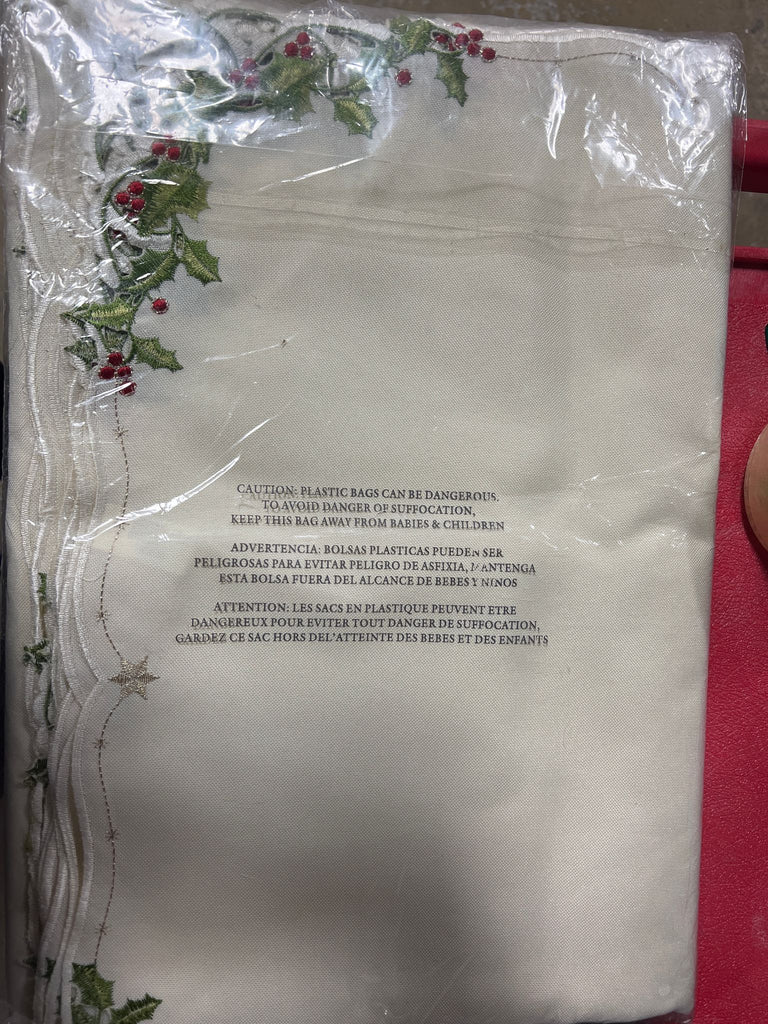 CAUTION: PLASTIC BAGS CAN BE DANGEROUS.
TO AVOID DANGER OF SUFFOCATION,
KEEP THIS BAG AWAY FROM BABIES & CHILDREN
ADVERTENCIA: BOLSAS PLASTICAS PUEDEN SER
PELIGROSAS PARA EVITAR PELIGRO DE ASFIXIA, MANTENGA
ESTA BOLSA FUERA DEL ALCANCE DE BEBES Y NINOS
ATTENTION: LES SACS EN PLASTIQUE PEUVENT ETRE
DANGEREUX POUR EVITER TOUT DANGER DE SUFFOCATION,
GARDEZ CE SAC HORS DEL'ATTEINTE DES BEBES ET DES ENFANTS